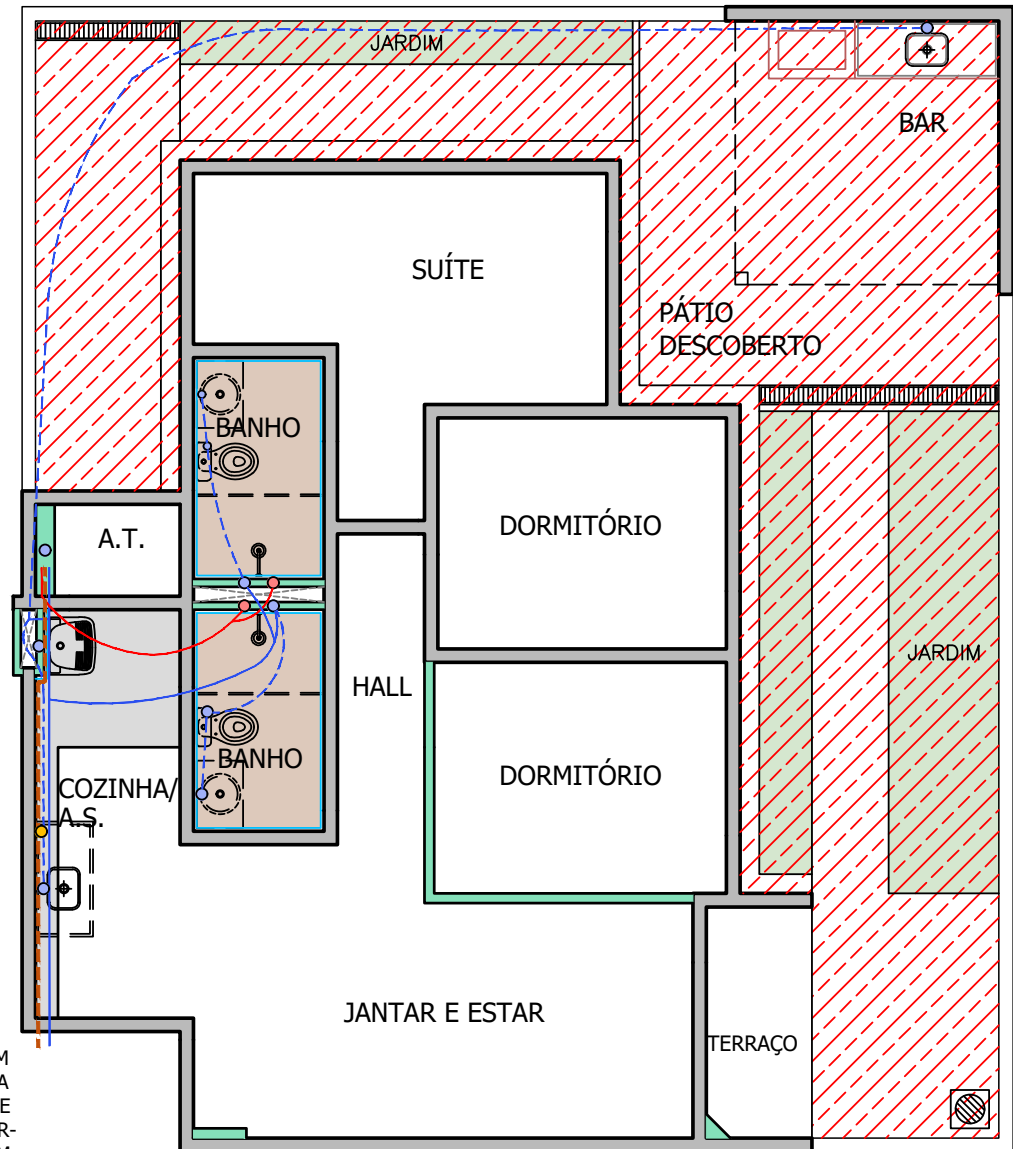 JARDIM
BAR
SUÍTE
PÁTIO
DESCOBERTO
BANHO
DORMITÓRIO
A.T.
JARDIM
HALL
BANHO
DORMITÓRIO
COZINHA/
A.S.
JANTAR E ESTAR
TERRAÇO
M
A
E
R-